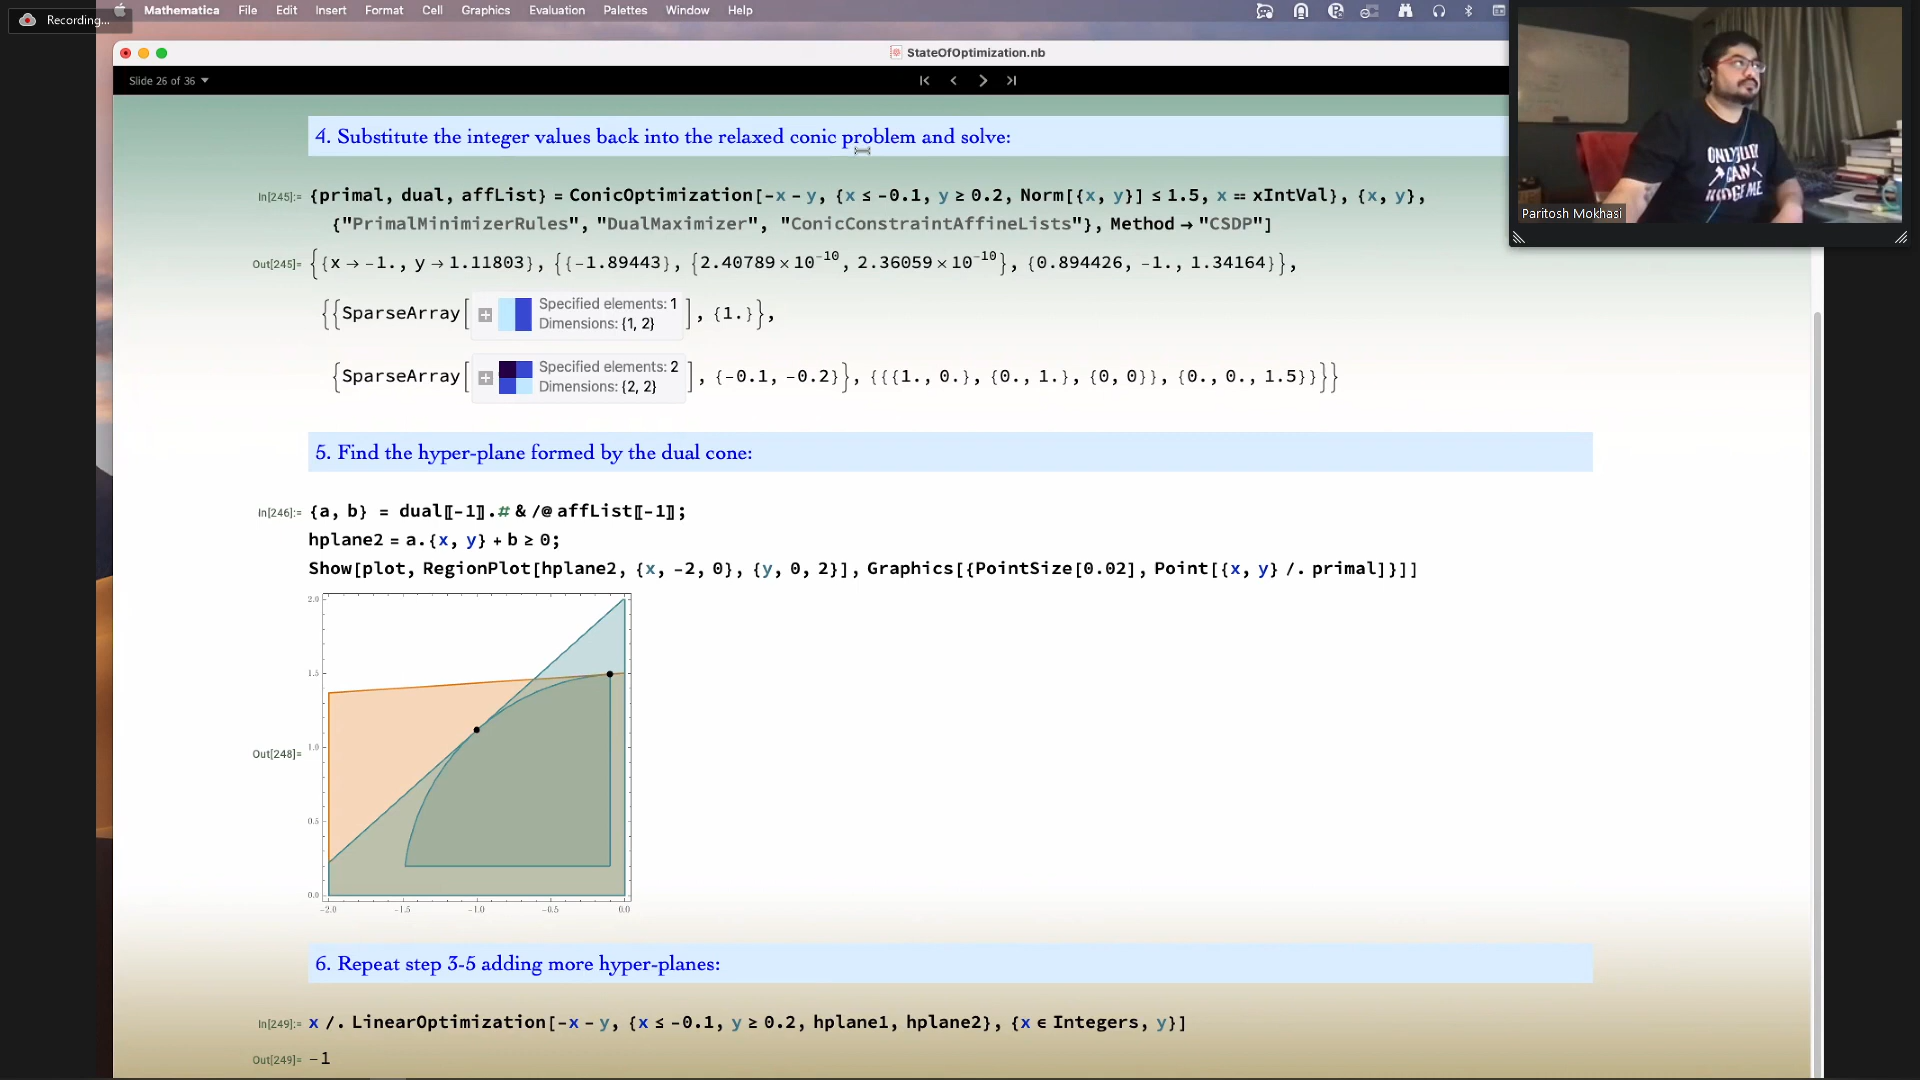 Recording...
Mathematica File Edit Insert Format Cell Graphics Evaluation Palettes Window Help
StateOfOptimization.nb
Slide 26 of 36
4. Substitute the integer values back into the relaxed conic problem and solve:
In[245]:= {primal, dual, affList} = ConicOptimization[-x - y, {x ≤ -0.1, y ≥ 0.2, Norm[{x, y}] ≤ 1.5, x == xIntVal}, {x, y},
{"PrimalMinimizerRules", "DualMaximizer", "ConicConstraintAffineLists"}, Method → "CSDP"]
Out[245]= {{x → -1., y → 1.11803}, {{-1.89443}, {2.40789 × 10^-10, 2.36059 × 10^-10}, {0.894426, -1., 1.34164}},
{{SparseArray[ Specified elements: 1
Dimensions: {1, 2} ], {1.}},
{SparseArray[ Specified elements: 2
Dimensions: {2, 2} ], {-0.1, -0.2}}, {{{1., 0.}, {0., 1.}, {0, 0}}, {0., 0., 1.5}}}}
5. Find the hyper-plane formed by the dual cone:
In[246]:= {a, b} = dual[[-1]].# & /@ affList[[-1]];
hplane2 = a.{x, y} + b ≥ 0;
Show[plot, RegionPlot[hplane2, {x, -2, 0}, {y, 0, 2}], Graphics[{PointSize[0.02], Point[{x, y} /. primal]}]]
Out[248]=
2.0
1.5
1.0
0.5
0.0
-2.0 -1.5 -1.0 -0.5 0.0
6. Repeat step 3-5 adding more hyper-planes:
In[249]:= x /. LinearOptimization[-x - y, {x ≤ -0.1, y ≥ 0.2, hplane1, hplane2}, {x ∈ Integers, y}]
Out[249]= -1
ONLY JUDY
CAN
JUDGE ME
Paritosh Mokhasi